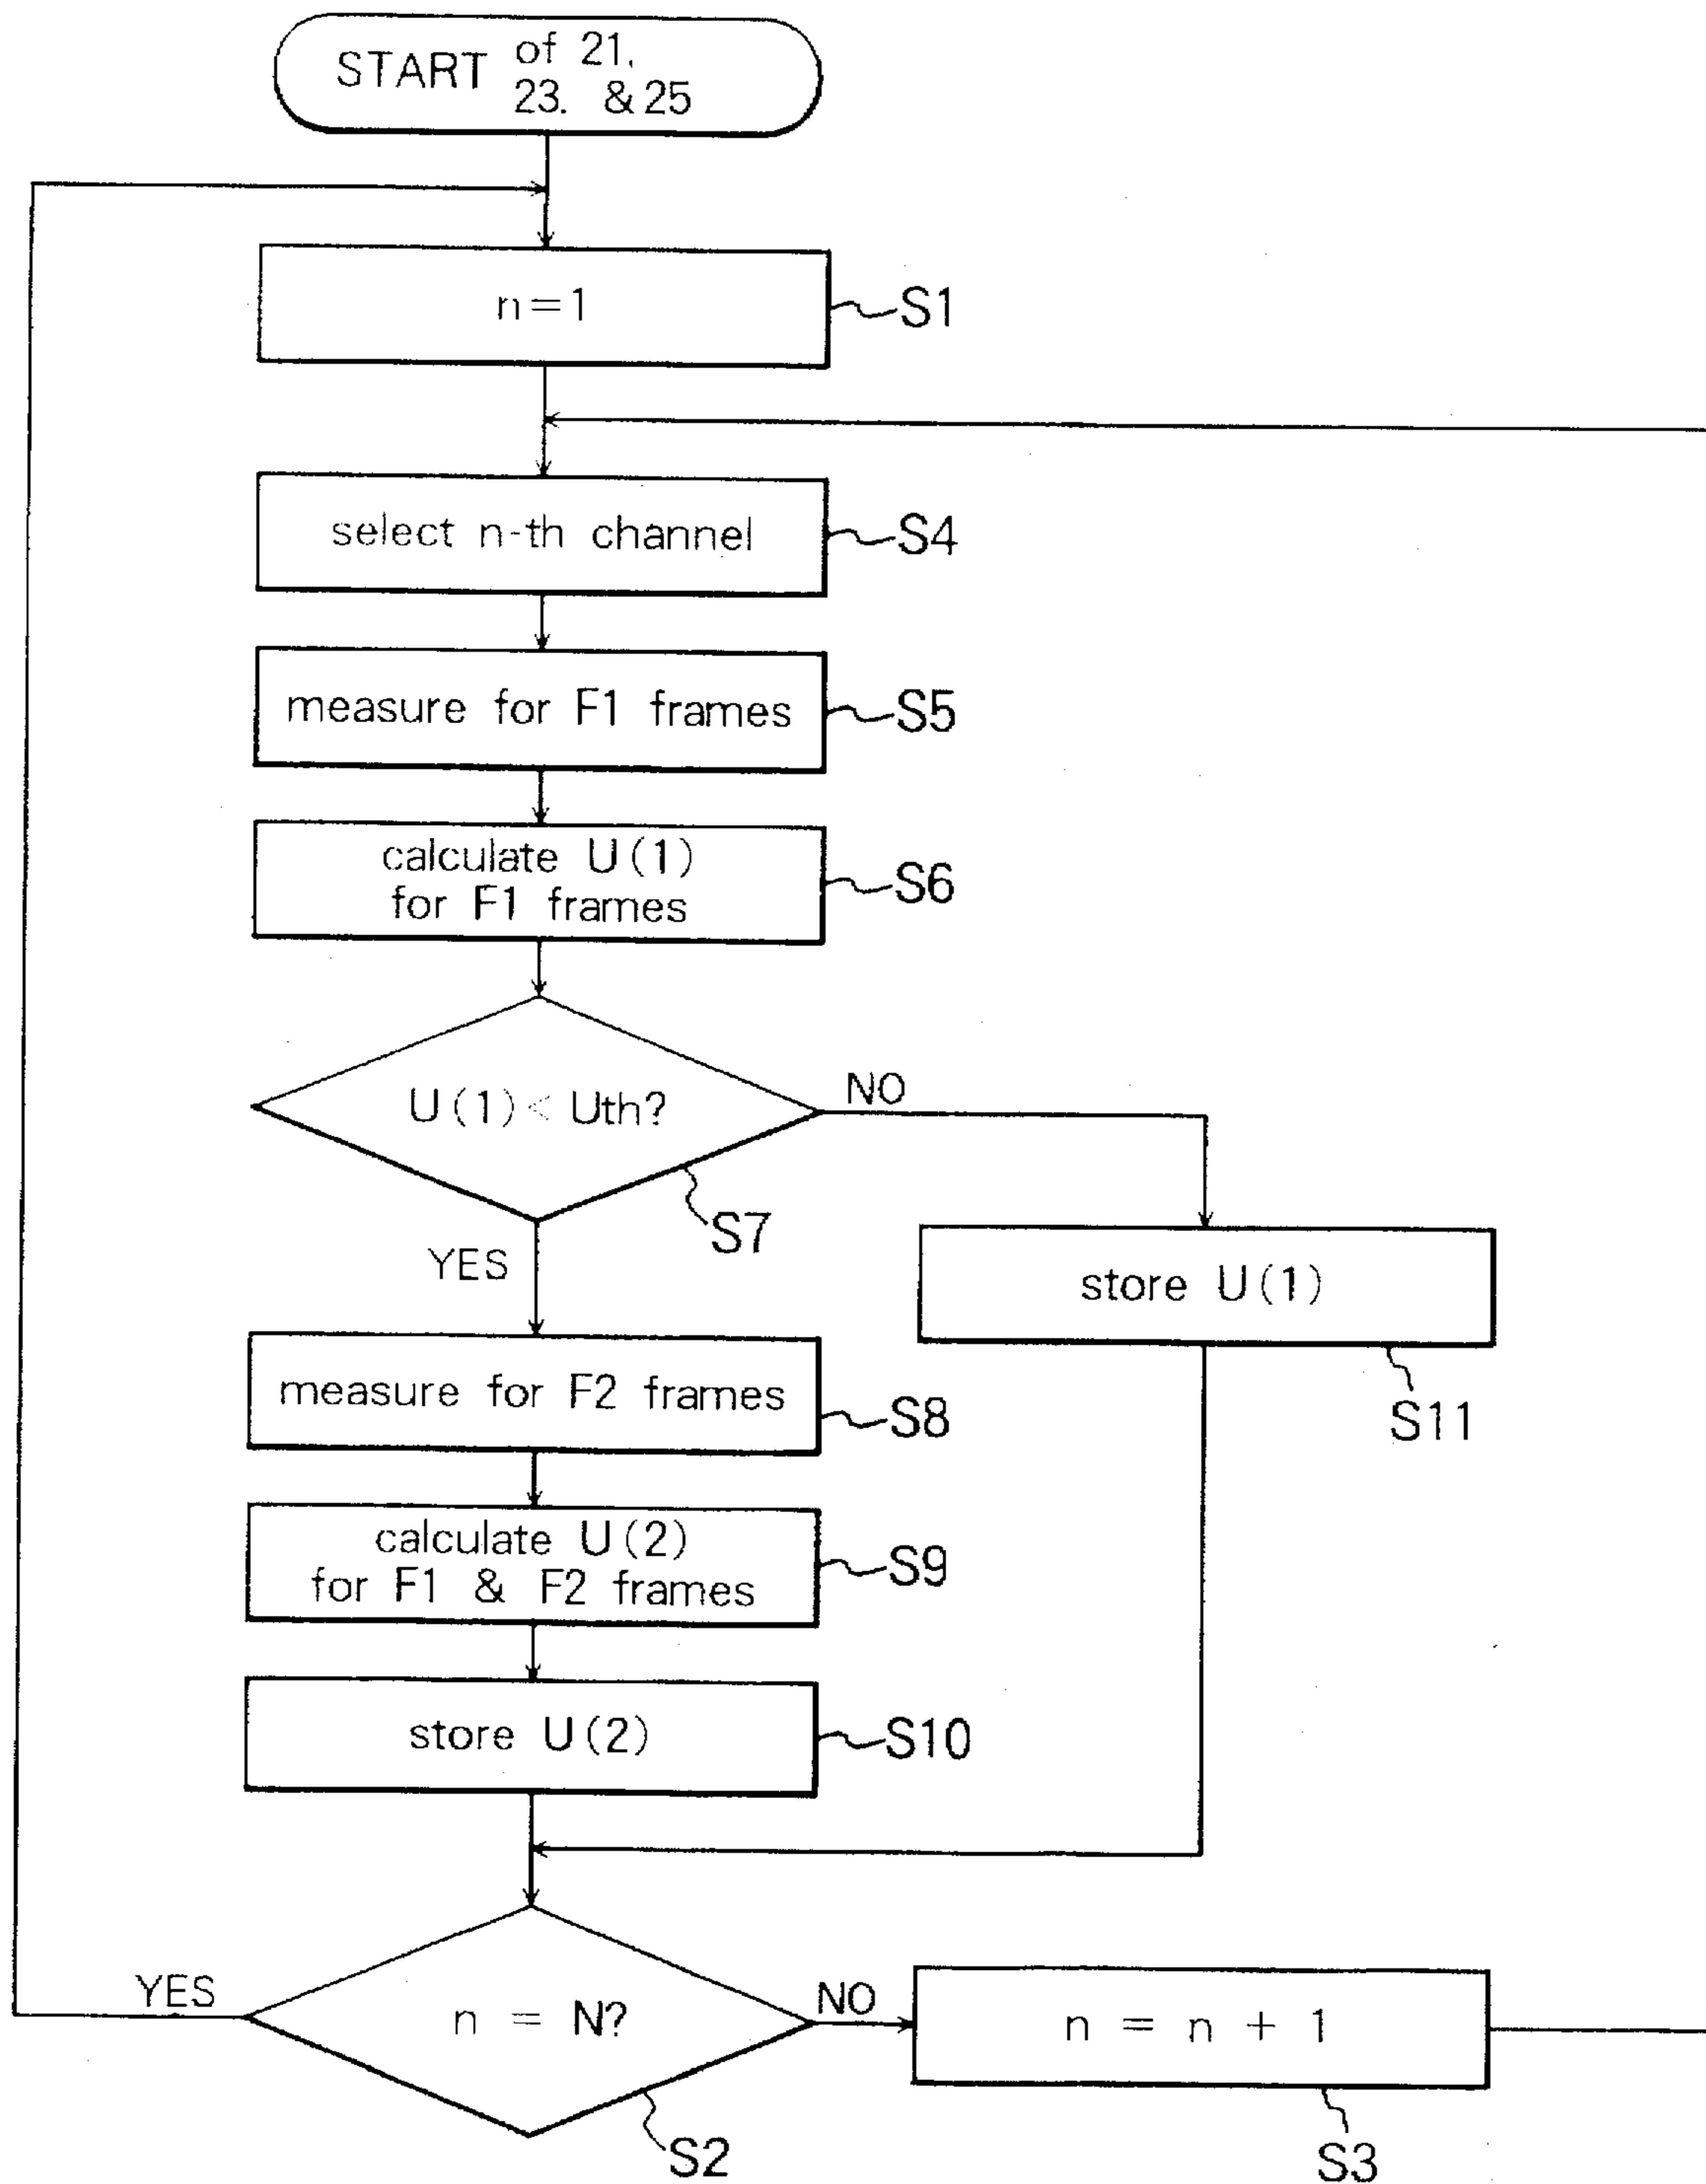 START of 21,
23. & 25
n=1
S1
select n-th channel
S4
measure for F1 frames
S5
calculate U(1)
for F1 frames
S6
U(1) < Uth?
NO
S7
YES
store U(1)
S11
measure for F2 frames
S8
calculate U(2)
for F1 & F2 frames
S9
store U(2)
S10
YES
n = N?
NO
n = n + 1
S2
S3